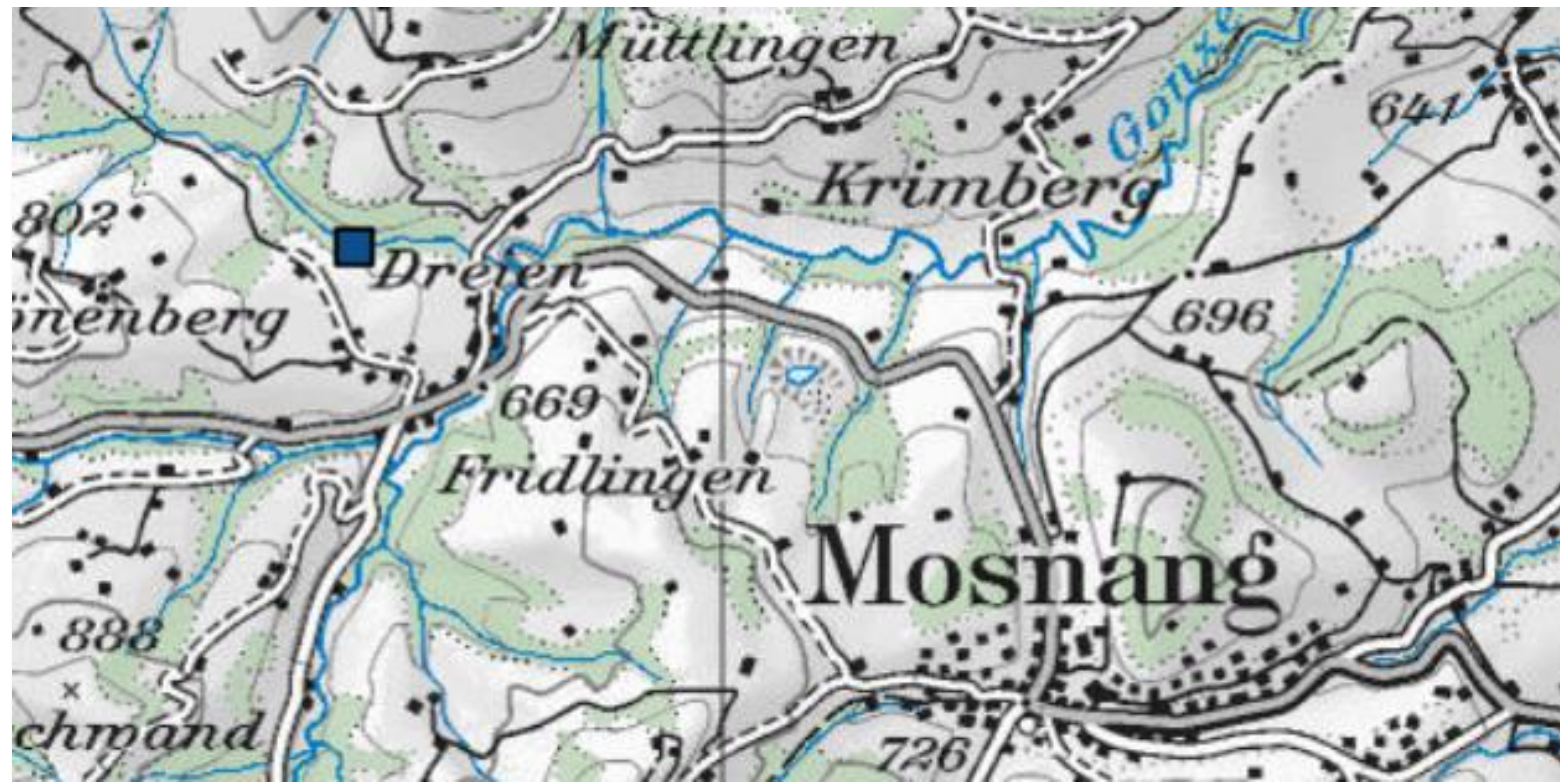 Müttlingen
641
Krimberg
802
Dreien
696
669
Fridlingen
Mosnang
888
726